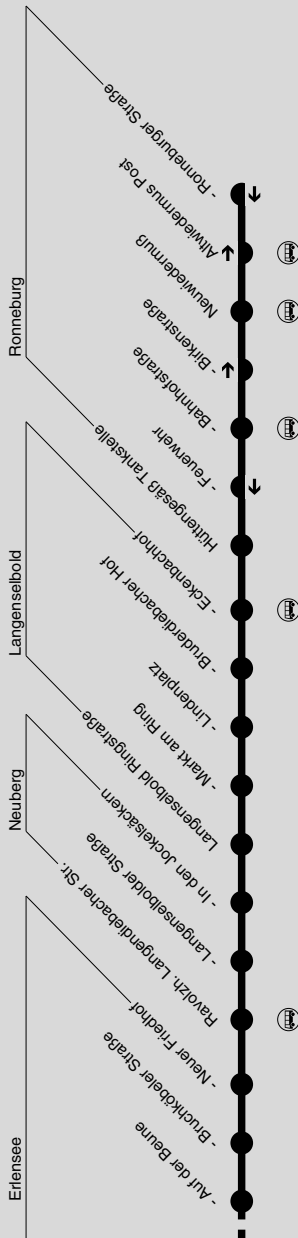 Erlensee
Neuberg
Langenselbold
Ronneburg
- Auf der Beune
- Bruchköbeler Straße
- Neuer Friedhof
Ravolzh. Langendiebacher Str.
- Langenselbolder Straße
- In den Jockelsäckern
Langenselbold Ringstraße
- Markt am Ring
- Lindenplatz
- Bruderdiebacher Hof
- Eckenbachhof
Hüttengesäß Tankstelle
- Feuerwehr
- Bahnhofstraße
- Birkenstraße
Neuwiedermuß
Altwiedermus Post
- Ronneburger Straße